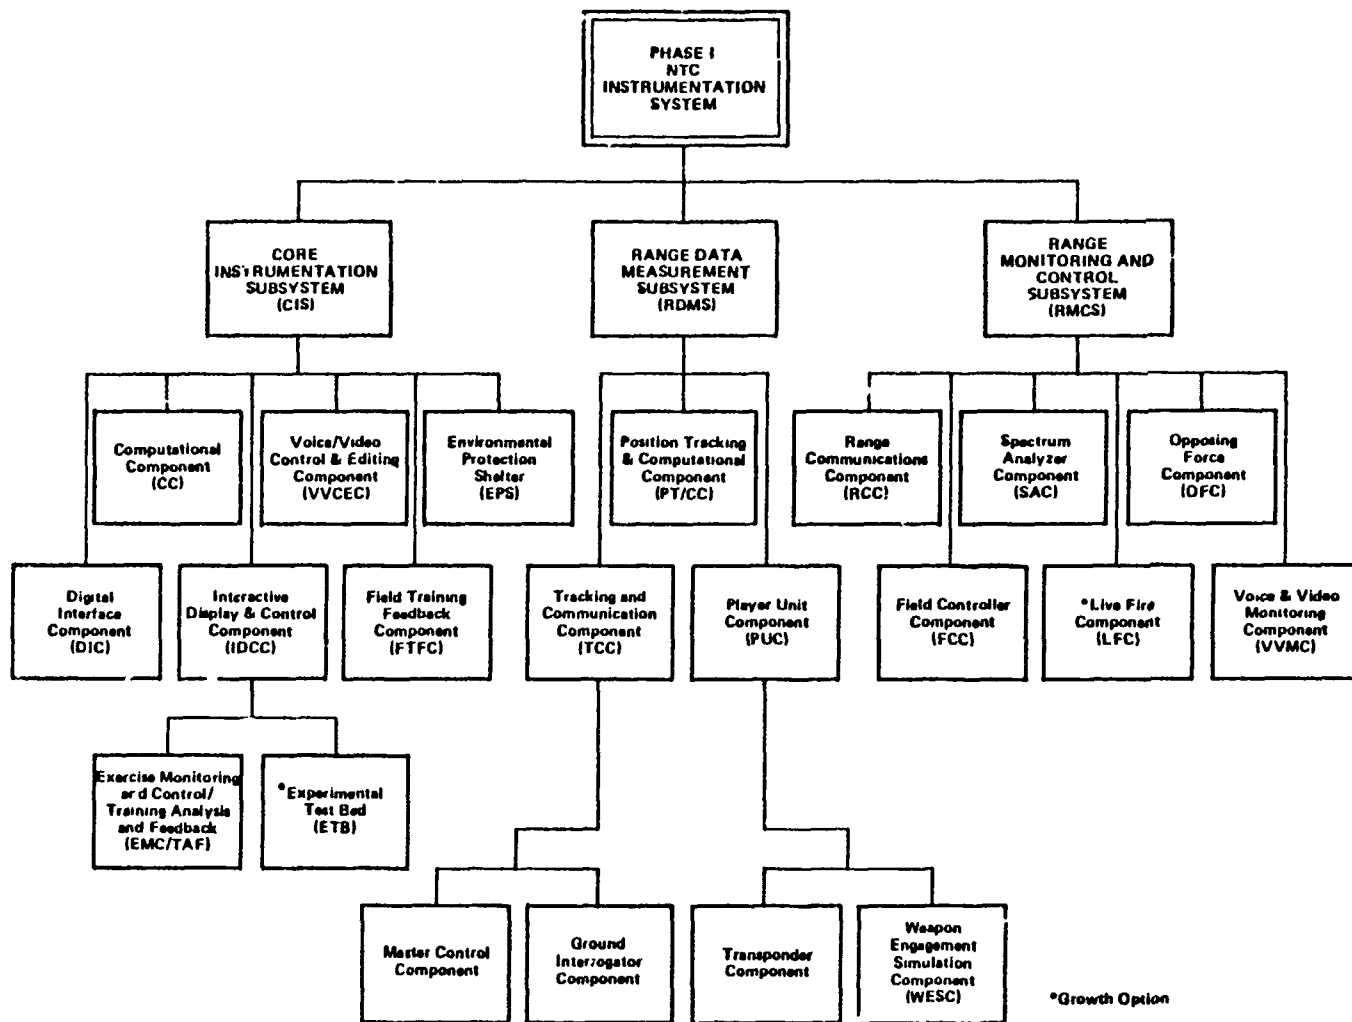 PHASE I
NTC
INSTRUMENTATION
SYSTEM
CORE
INSTRUMENTATION
SUBSYSTEM
(CIS)
RANGE DATA
MEASUREMENT
SUBSYSTEM
(RDMS)
RANGE
MONITORING AND
CONTROL
SUBSYSTEM
(RMCS)
Computational
Component
(CC)
Voice/Video
Control & Editing
Component
(VVCEC)
Environmental
Protection
Shelter
(EPS)
Position Tracking
& Computational
Component
(PT/CC)
Range
Communications
Component
(RCC)
Spectrum
Analyzer
Component
(SAC)
Opposing
Force
Component
(OFC)
Digital
Interface
Component
(DIC)
Interactive
Display & Control
Component
(IDCC)
Field Training
Feedback
Component
(FTFC)
Tracking and
Communication
Component
(TCC)
Player Unit
Component
(PUC)
Field Controller
Component
(FCC)
*Live Fire
Component
(LFC)
Voice & Video
Monitoring
Component
(VVMC)
Exercise Monitoring
and Control/
Training Analysis
and Feedback
(EMC/TAF)
*Experimental
Test Bed
(ETB)
Master Control
Component
Ground
Interrogator
Component
Transponder
Component
Weapon
Engagement
Simulation
Component
(WESC)
*Growth Option